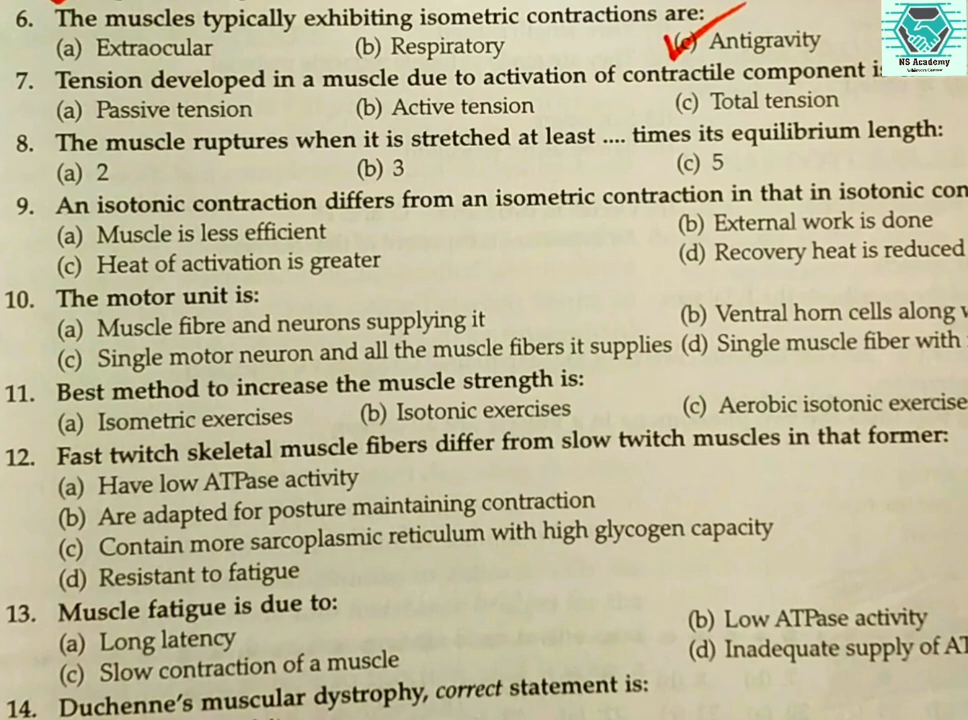 6. The muscles typically exhibiting isometric contractions are:
(a) Extraocular (b) Respiratory (c) Antigravity
NS Academy
7. Tension developed in a muscle due to activation of contractile component
(a) Passive tension (b) Active tension (c) Total tension
8. The muscle ruptures when it is stretched at least .... times its equilibrium length:
(a) 2 (b) 3 (c) 5
9. An isotonic contraction differs from an isometric contraction in that in isotonic con
(a) Muscle is less efficient (b) External work is done
(c) Heat of activation is greater (d) Recovery heat is reduced
10. The motor unit is:
(a) Muscle fibre and neurons supplying it (b) Ventral horn cells along
(c) Single motor neuron and all the muscle fibers it supplies (d) Single muscle fiber with
11. Best method to increase the muscle strength is:
(a) Isometric exercises (b) Isotonic exercises (c) Aerobic isotonic exercise
12. Fast twitch skeletal muscle fibers differ from slow twitch muscles in that former:
(a) Have low ATPase activity
(b) Are adapted for posture maintaining contraction
(c) Contain more sarcoplasmic reticulum with high glycogen capacity
(d) Resistant to fatigue
13. Muscle fatigue is due to:
(a) Long latency (b) Low ATPase activity
(c) Slow contraction of a muscle (d) Inadequate supply of AT
14. Duchenne's muscular dystrophy, correct statement is: